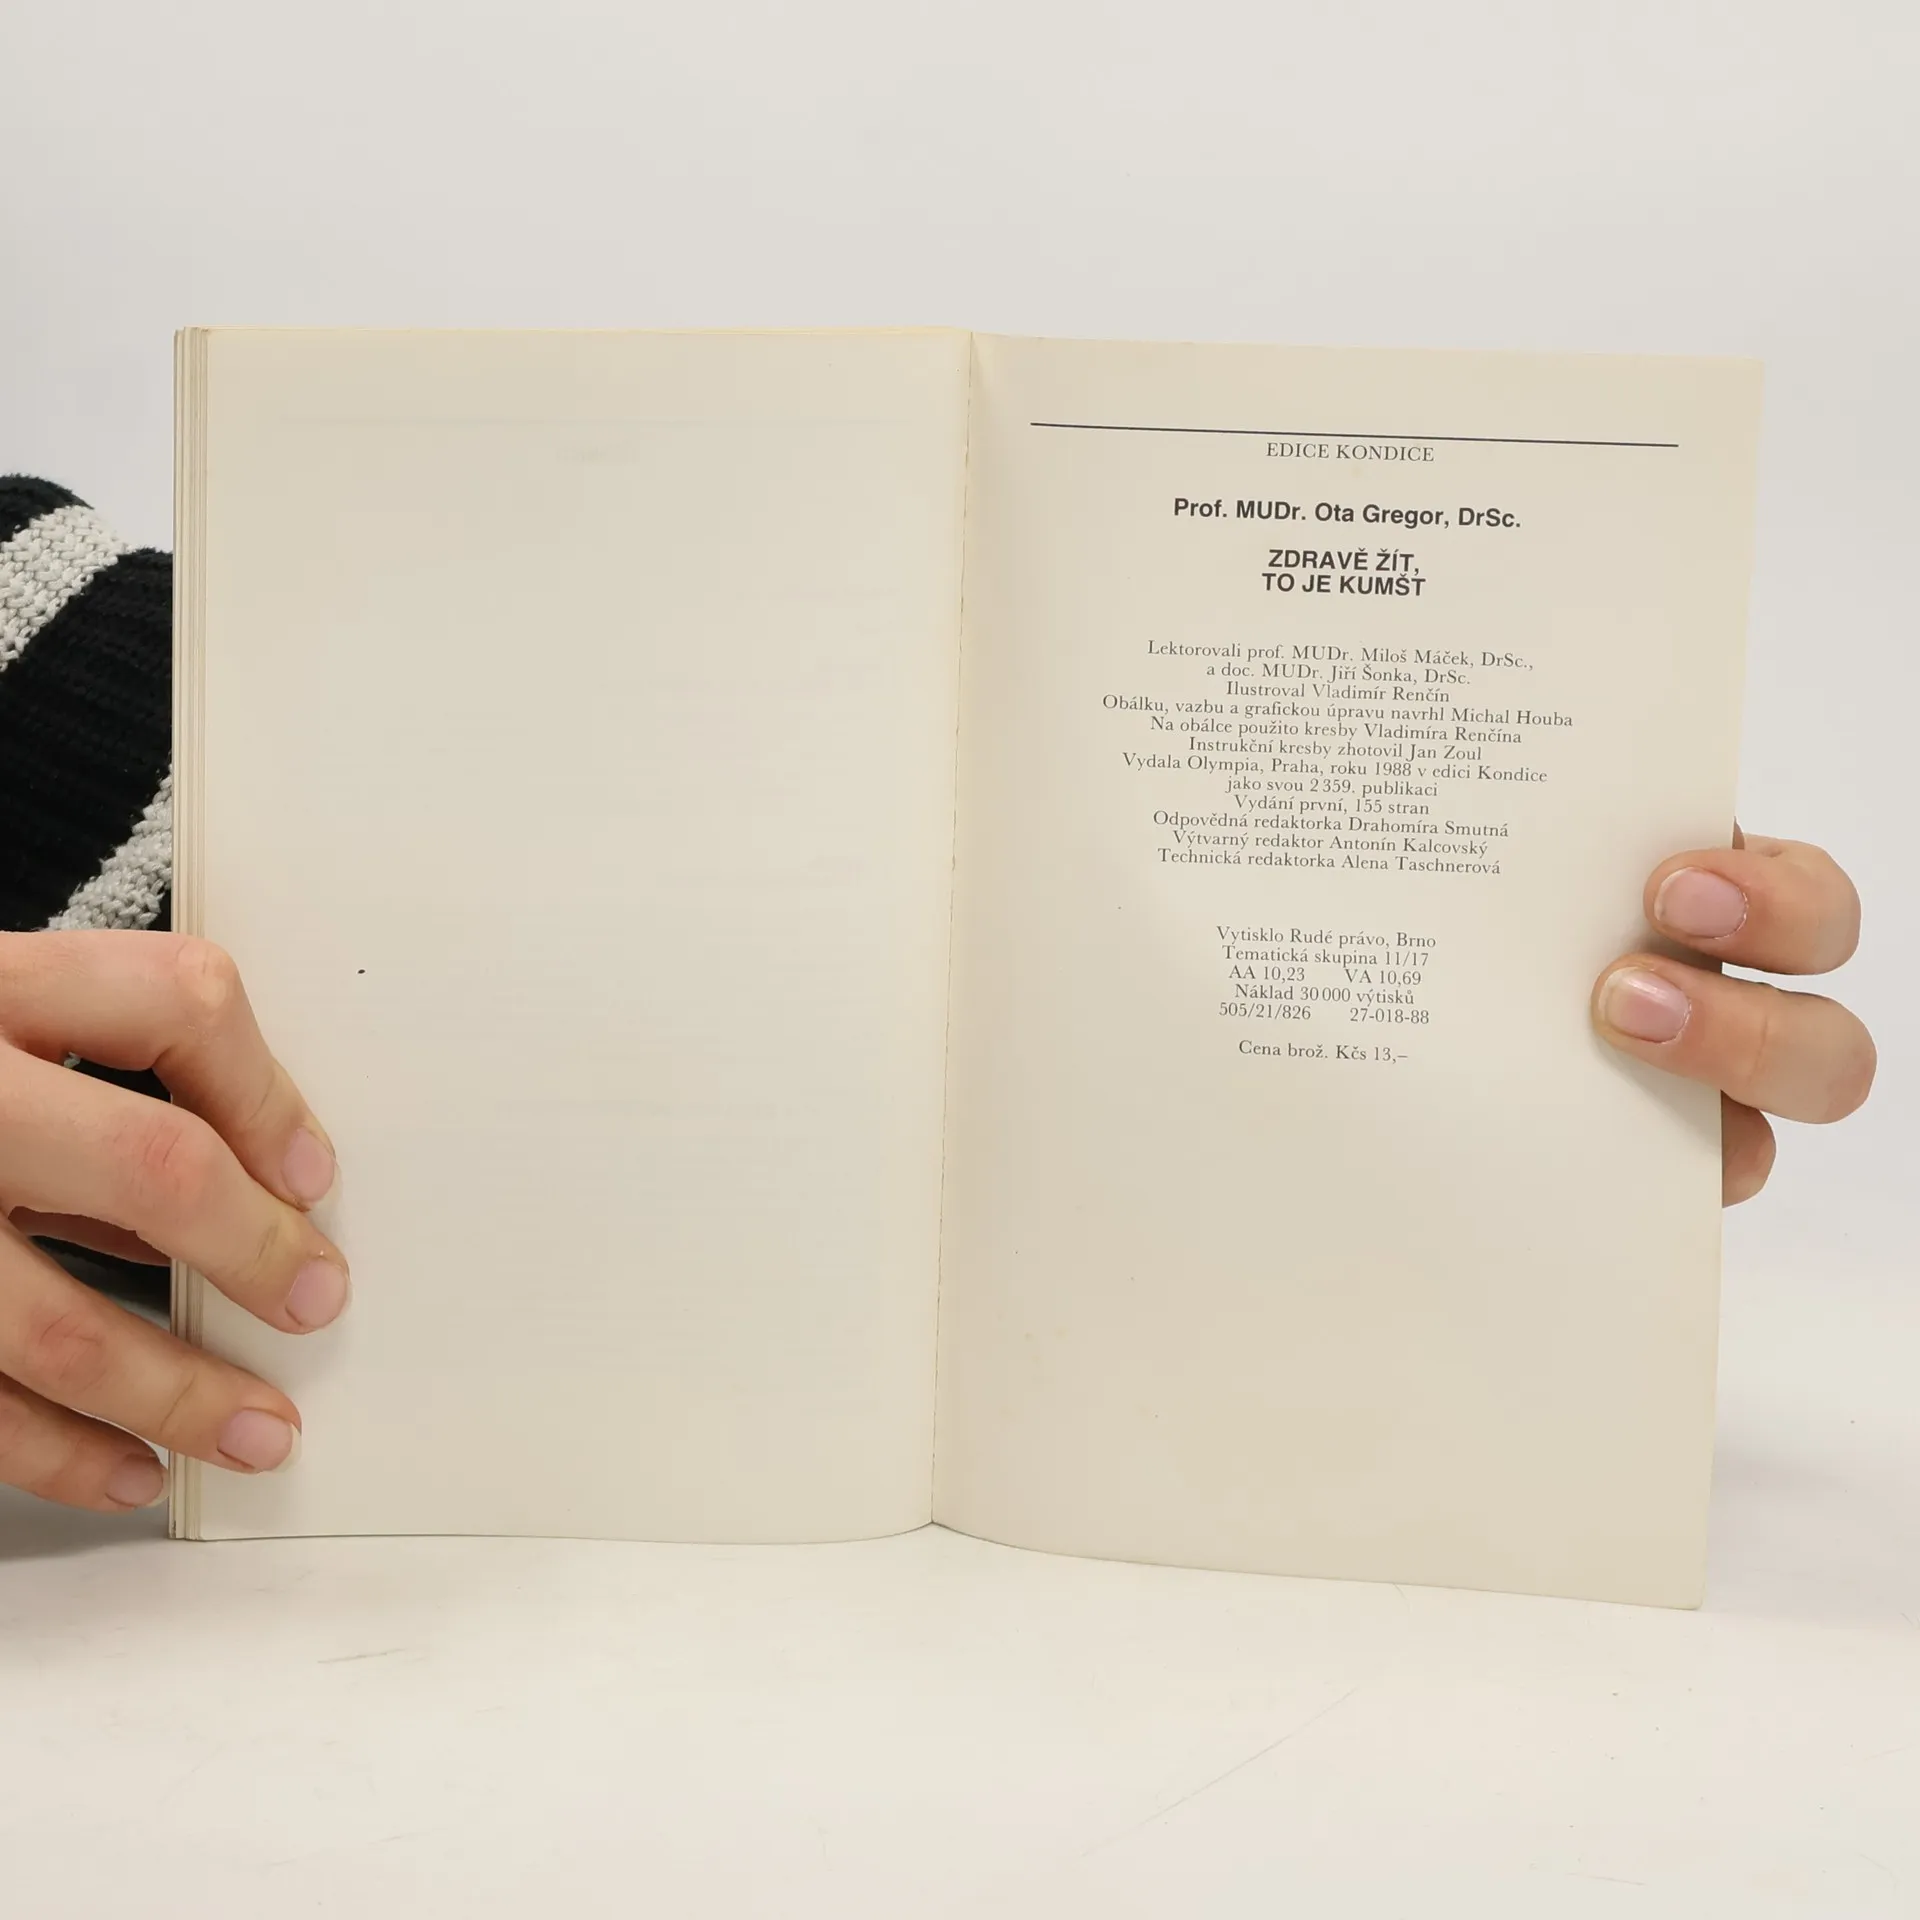 EDICE KONDICE
Prof. MUDr. Ota Gregor, DrSc.
ZDRAVĚ ŽÍT,
TO JE KUMŠT
Lektorovali prof. MUDr. Miloš Máček, DrSc.,
a doc. MUDr. Jiří Šonka, DrSc.
Ilustroval Vladimír Renčín
Obálku, vazbu a grafickou úpravu navrhl Michal Houba
Na obálce použito kresby Vladimíra Renčína
Instrukční kresby zhotovil Jan Zoul
Vydala Olympia, Praha, roku 1988 v edici Kondice
jako svou 2 359. publikaci
Vydání první, 155 stran
Odpovědná redaktorka Drahomíra Smutná
Výtvarný redaktor Antonín Kalcovský
Technická redaktorka Alena Taschnerová
Vytisklo Rudé právo, Brno
Tematická skupina 11/17
AA 10,23 VA 10,69
Náklad 30 000 výtisků
505/21/826 27-018-88
Cena brož. Kčs 13,–